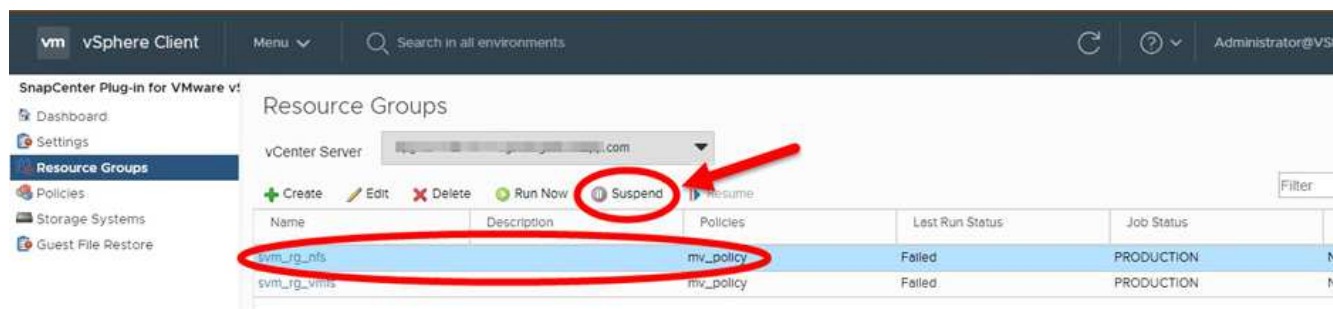 vm vSphere Client Menu Search in all environments Administrator@VS
SnapCenter Plug-in for VMware vS
Dashboard
Settings
Resource Groups
Policies
Storage Systems
Guest File Restore
Resource Groups
vCenter Server .com
Create Edit Delete Run Now Suspend Resume Filter
Name Description Policies Last Run Status Job Status
svm_rg_nfs mv_policy Failed PRODUCTION
svm_rg_vmfs mv_policy Failed PRODUCTION